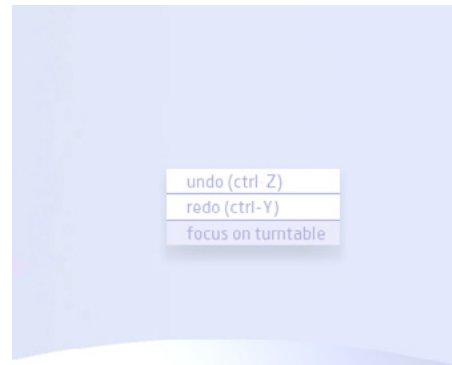 undo (ctrl-Z)
redo (ctrl-Y)
focus on turntable